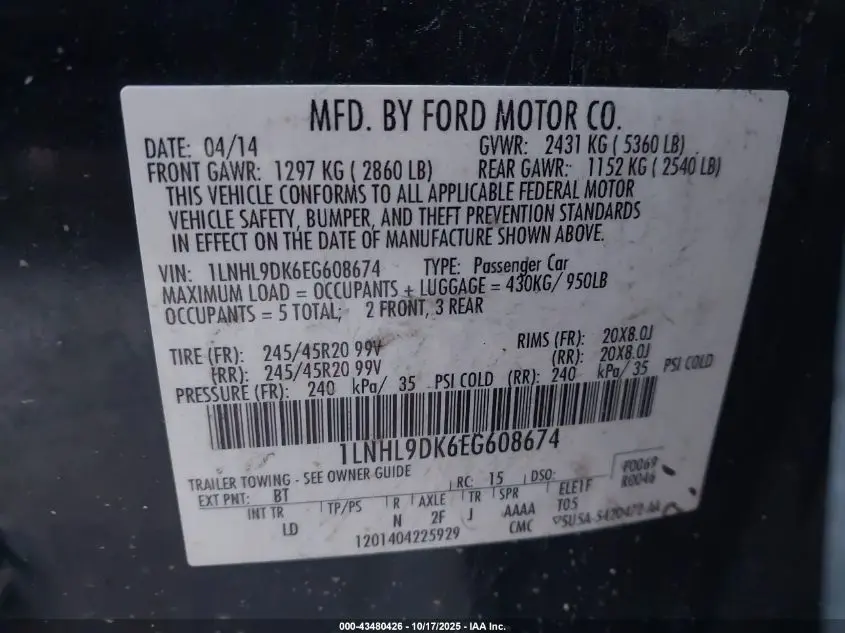 MFD. BY FORD MOTOR CO.
DATE: 04/14 GVWR: 2431 KG ( 5360 LB)
FRONT GAWR: 1297 KG ( 2860 LB) REAR GAWR: 1152 KG ( 2540 LB)
THIS VEHICLE CONFORMS TO ALL APPLICABLE FEDERAL MOTOR
VEHICLE SAFETY, BUMPER, AND THEFT PREVENTION STANDARDS
IN EFFECT ON THE DATE OF MANUFACTURE SHOWN ABOVE.
VIN: 1LNHL9DK6EG608674 TYPE: Passenger Car
MAXIMUM LOAD = OCCUPANTS + LUGGAGE = 430KG/ 950LB
OCCUPANTS = 5 TOTAL; 2 FRONT, 3 REAR
TIRE (FR): 245/45R20 99V RIMS (FR): 20X8.0J
(RR): 245/45R20 99V (RR): 20X8.0J
PRESSURE (FR): 240 kPa/ 35 PSI COLD (RR): 240 kPa/ 35 PSI COLD
1LNHL9DK6EG608674
TRAILER TOWING - SEE OWNER GUIDE
EXT PNT: BT RC: 15 DSO: F0069
R0046
INT TR TP/PS R AXLE TR SPR ELE1F
LD N 2F J AAAA T05
1201404225929 CMC
000-43480426 - 10/17/2025 - IAA Inc.